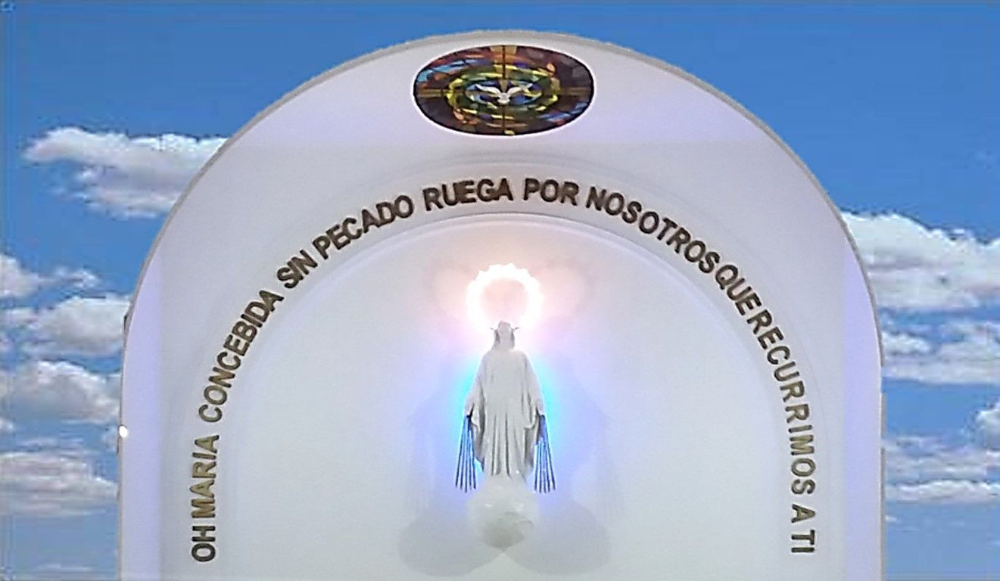 OH MARIA CONCEBIDA SIN PECADO RUEGA POR NOSOTROS QUE RECURRIMOS A TI